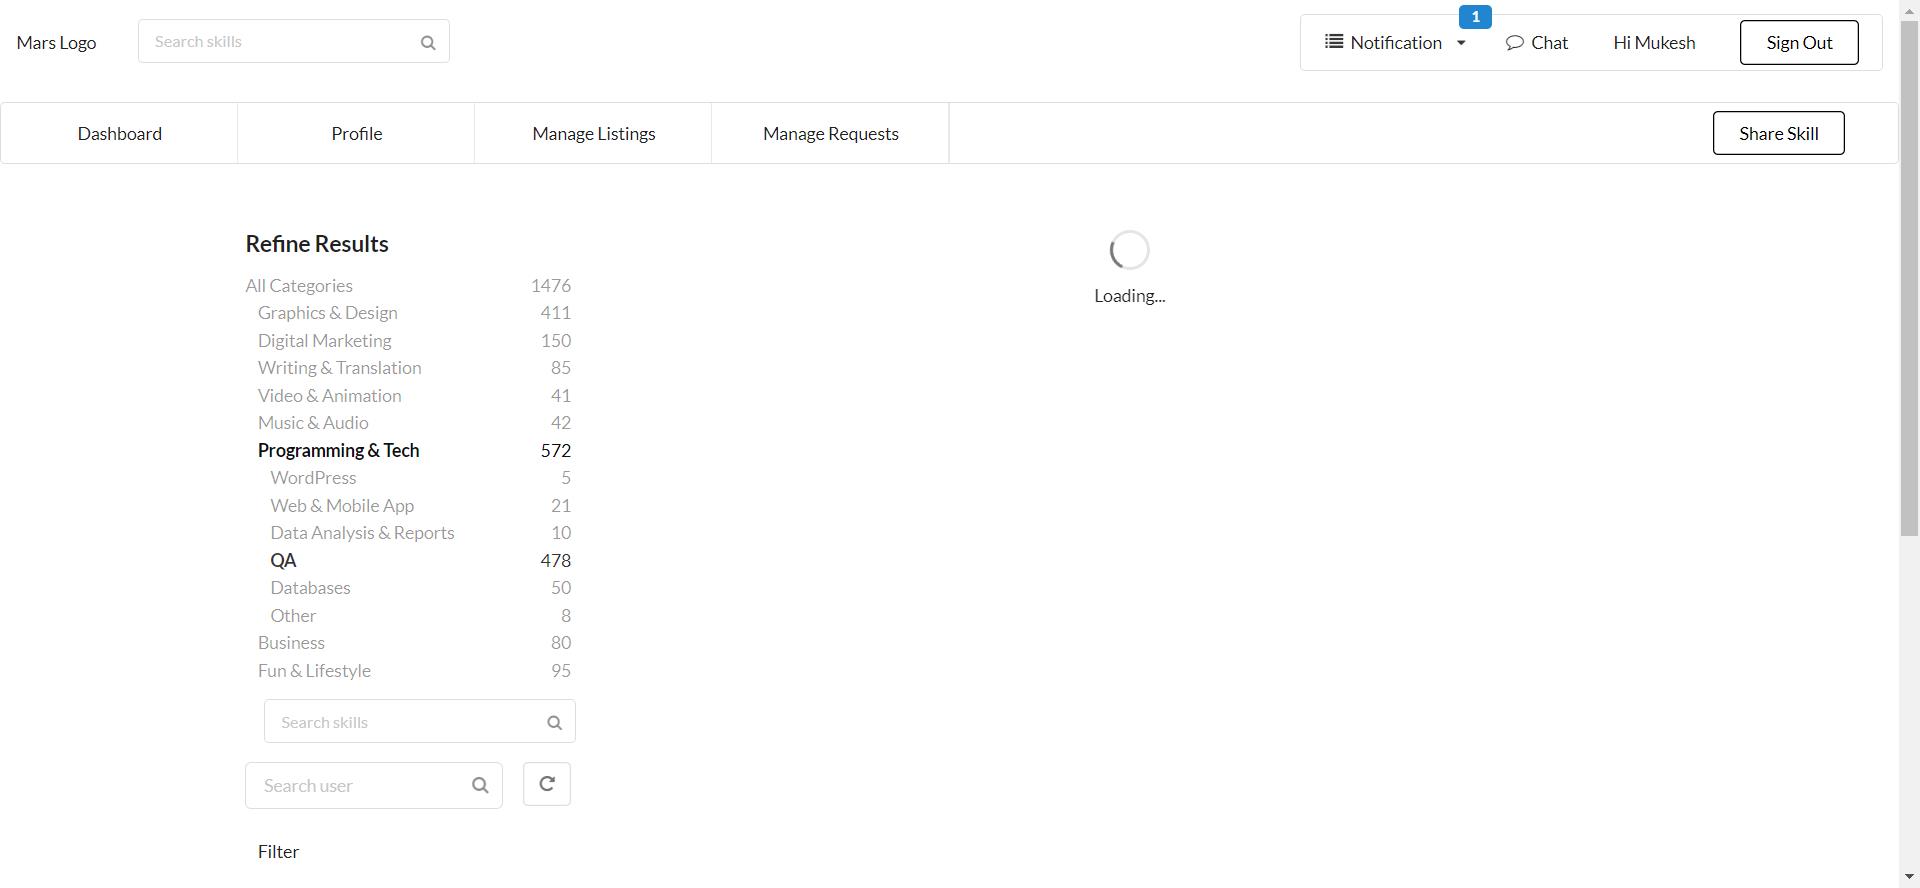 Mars Logo
Search skills
1
Notification
Chat
Hi Mukesh
Sign Out
Dashboard
Profile
Manage Listings
Manage Requests
Share Skill
Refine Results
All Categories 1476
Graphics & Design 411
Digital Marketing 150
Writing & Translation 85
Video & Animation 41
Music & Audio 42
Programming & Tech 572
WordPress 5
Web & Mobile App 21
Data Analysis & Reports 10
QA 478
Databases 50
Other 8
Business 80
Fun & Lifestyle 95
Search skills
Search user
Filter
Loading...